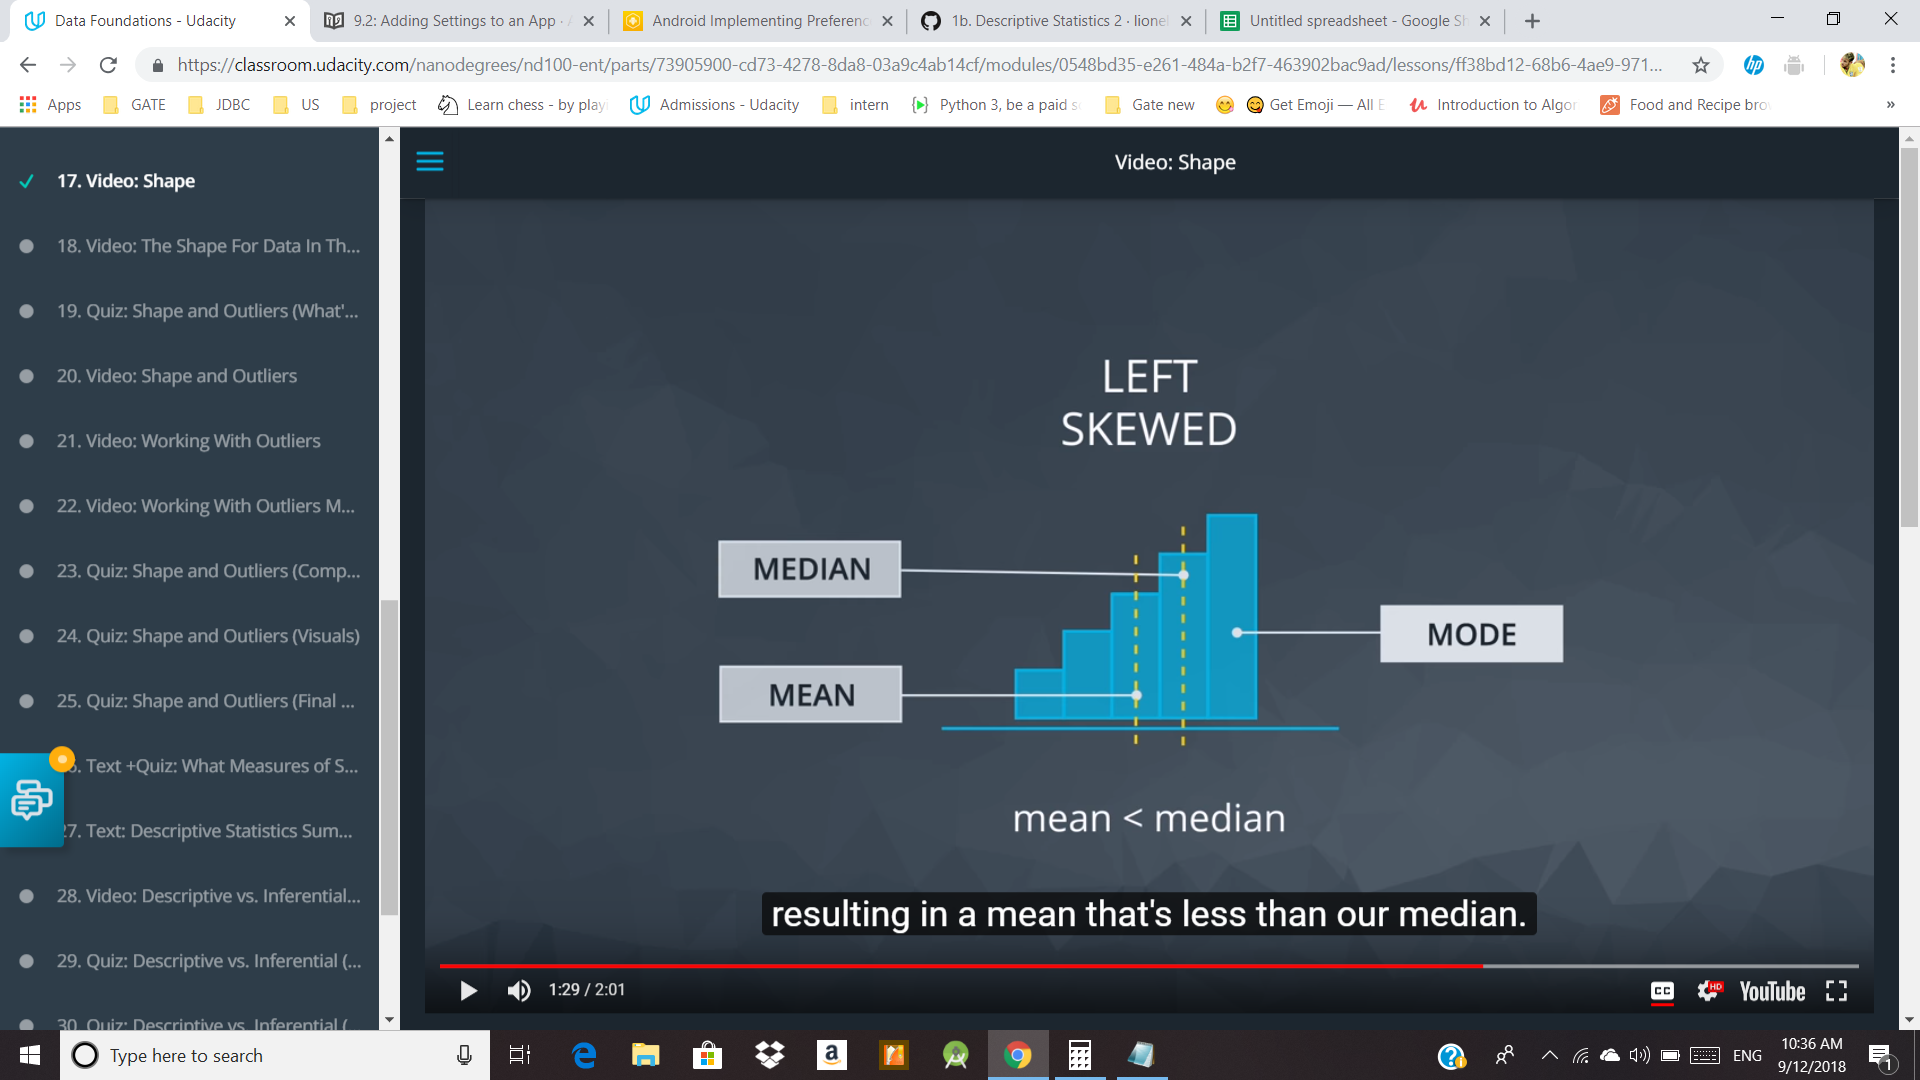 Data Foundations - Udacity
9.2: Adding Settings to an App ·
Android Implementing Preferenc
1b. Descriptive Statistics 2 · lionel
Untitled spreadsheet - Google Sh
https://classroom.udacity.com/nanodegrees/nd100-ent/parts/73905900-cd73-4278-8da8-03a9c4ab14cf/modules/0548bd35-e261-484a-b2f7-463902bac9ad/lessons/ff38bd12-68b6-4ae9-971...
Apps
GATE
JDBC
US
project
Learn chess - by play
Admissions - Udacity
intern
Python 3, be a paid
Gate new
Get Emoji — All E
Introduction to Algor
Food and Recipe bro
»
17. Video: Shape
18. Video: The Shape For Data In Th...
19. Quiz: Shape and Outliers (What'...
20. Video: Shape and Outliers
21. Video: Working With Outliers
22. Video: Working With Outliers M...
23. Quiz: Shape and Outliers (Comp...
24. Quiz: Shape and Outliers (Visuals)
25. Quiz: Shape and Outliers (Final ...
. Text +Quiz: What Measures of S...
27. Text: Descriptive Statistics Sum...
28. Video: Descriptive vs. Inferential...
29. Quiz: Descriptive vs. Inferential (...
30. Quiz: Descriptive vs. Inferential (
Video: Shape
LEFT
SKEWED
MEDIAN
MODE
MEAN
mean < median
resulting in a mean that's less than our median.
1:29 / 2:01
CC
HD
YouTube
Type here to search
ENG
10:36 AM
9/12/2018
1